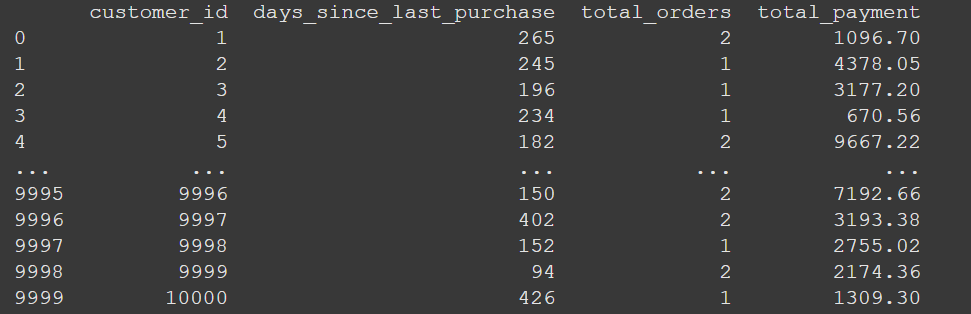 customer_id days_since_last_purchase total_orders total_payment
0 1 265 2 1096.70
1 2 245 1 4378.05
2 3 196 1 3177.20
3 4 234 1 670.56
4 5 182 2 9667.22
... ... ... ... ...
9995 9996 150 2 7192.66
9996 9997 402 2 3193.38
9997 9998 152 1 2755.02
9998 9999 94 2 2174.36
9999 10000 426 1 1309.30